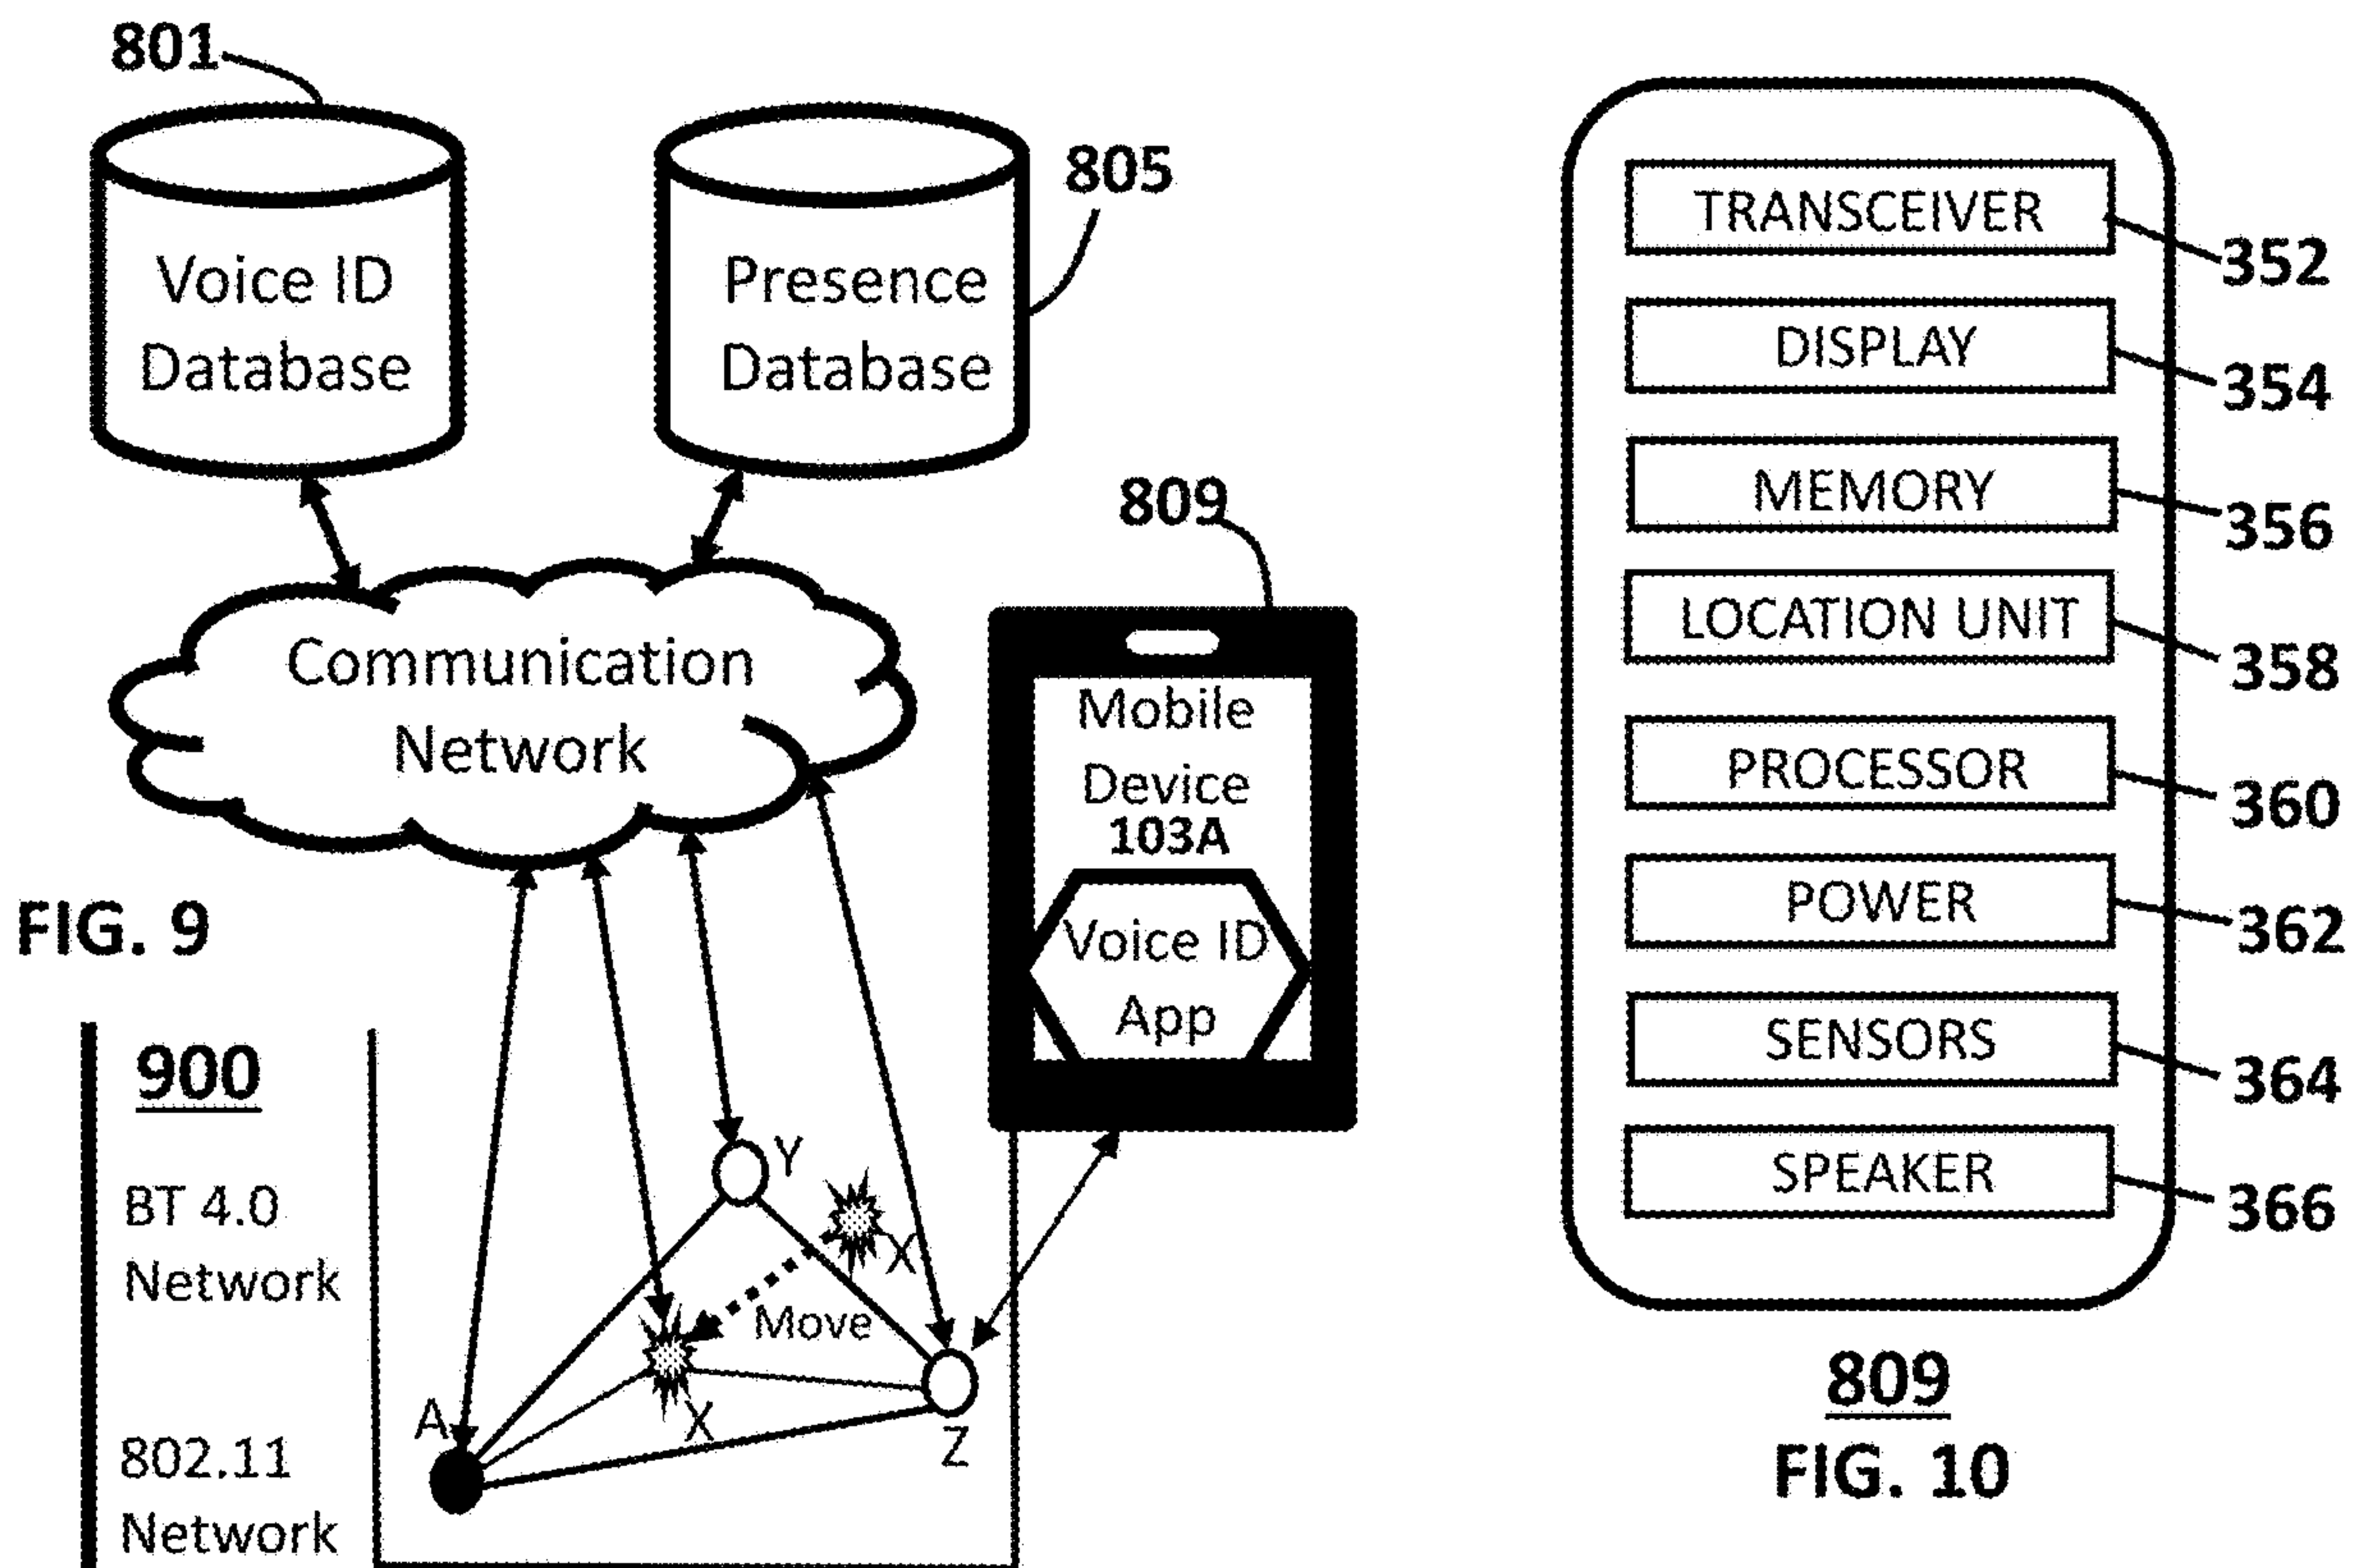 801
Voice ID
Database
805
Presence
Database
Communication
Network
809
Mobile
Device
103A
Voice ID
App
FIG. 9
900
BT 4.0
Network
802.11
Network
Y
X
Move
A
X
Z
TRANSCEIVER
352
DISPLAY
354
MEMORY
356
LOCATION UNIT
358
PROCESSOR
360
POWER
362
SENSORS
364
SPEAKER
366
809
FIG. 10